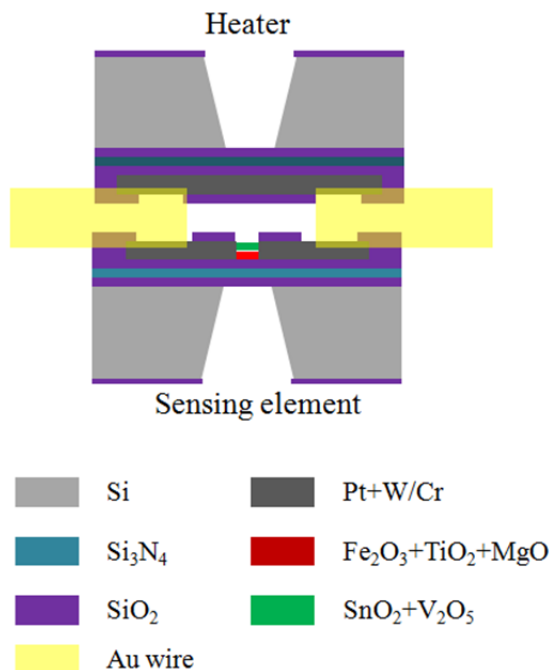 Heater
Sensing element
Si
Pt+W/Cr
Si₃N₄
Fe₂O₃+TiO₂+MgO
SiO₂
SnO₂+V₂O₅
Au wire